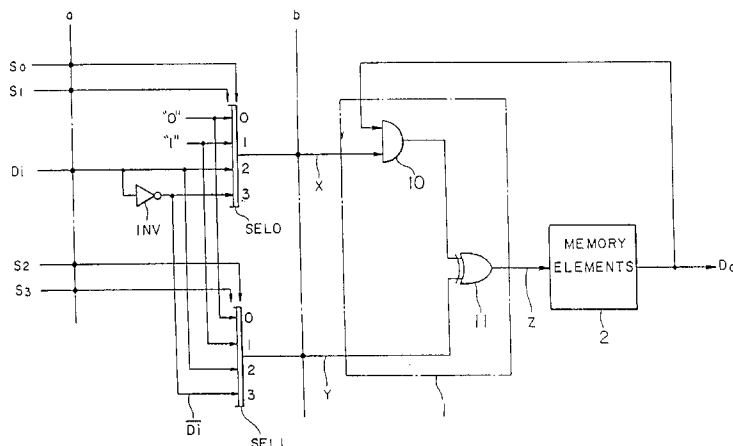 a
b
S0
S1
"0"
0
"1"
1
Di
2
3
INV
SEL0
X
10
S2
S3
0
1
2
3
Di
SEL1
Y
11
Z
MEMORY
ELEMENTS
2
1